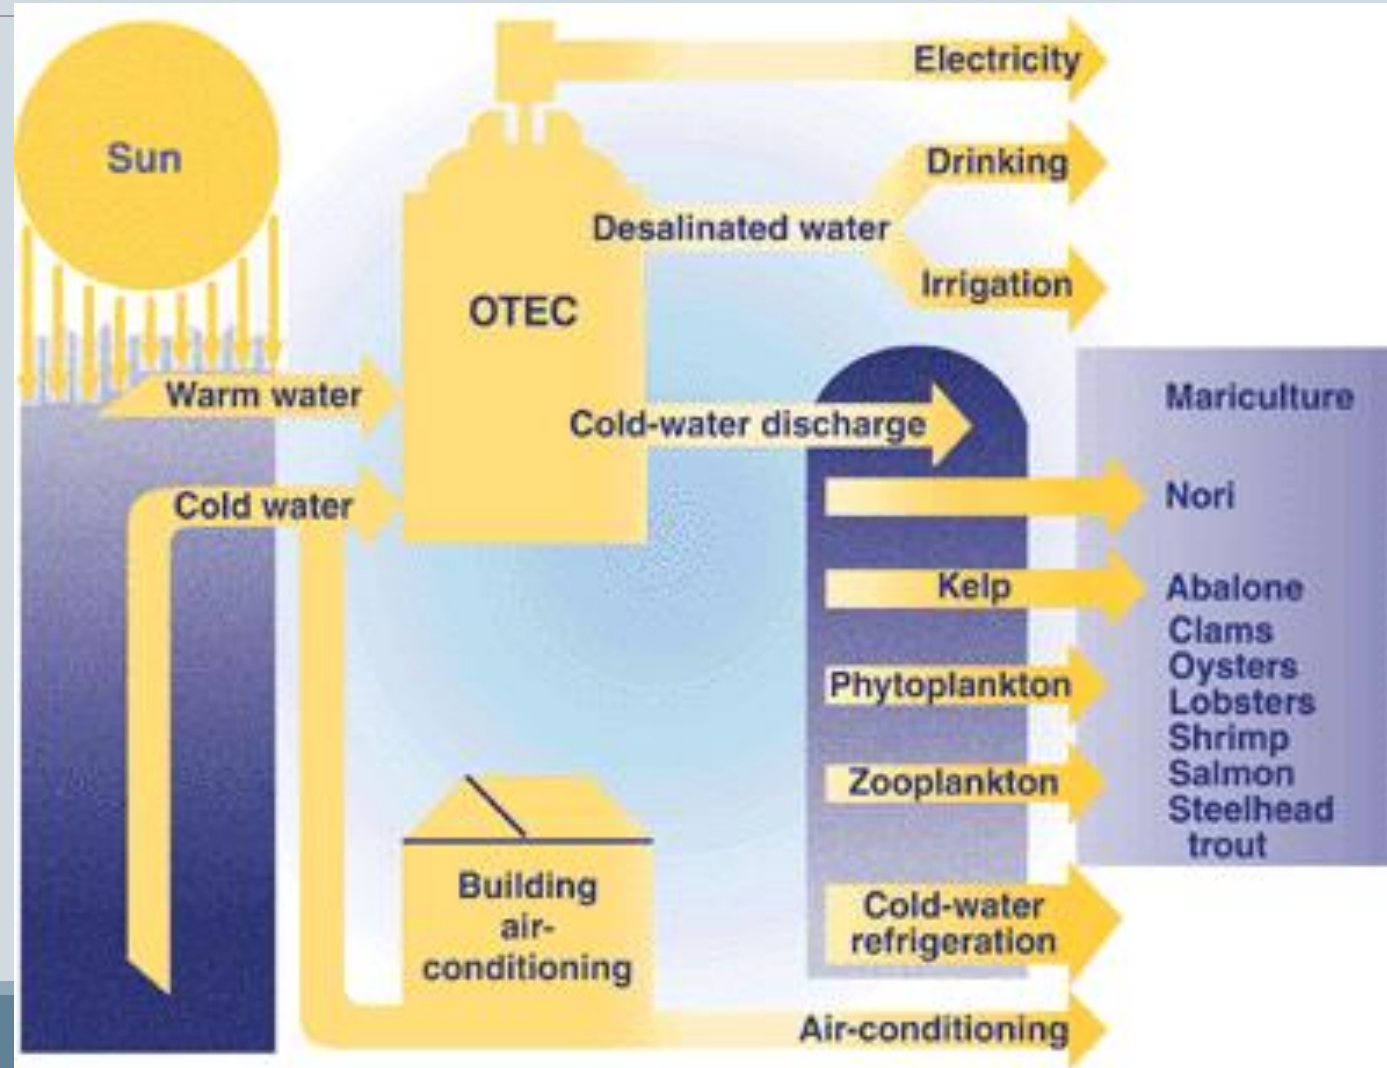 Sun
Electricity
Drinking
Desalinated water
Irrigation
OTEC
Warm water
Cold-water discharge
Cold water
Mariculture
Nori
Kelp
Abalone
Clams
Oysters
Lobsters
Shrimp
Salmon
Steelhead
trout
Phytoplankton
Zooplankton
Building
air-
conditioning
Cold-water
refrigeration
Air-conditioning